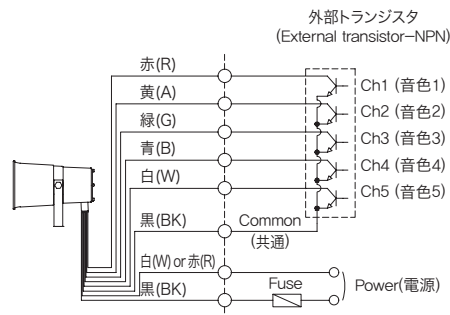 外部トランジスタ
(External transistor−NPN)
赤(R)
Ch1 (音色1)
黄(A)
Ch2 (音色2)
緑(G)
Ch3 (音色3)
青(B)
Ch4 (音色4)
白(W)
Ch5 (音色5)
黒(BK)
Common
(共通)
白(W) or 赤(R)
黒(BK)
Fuse
Power(電源)